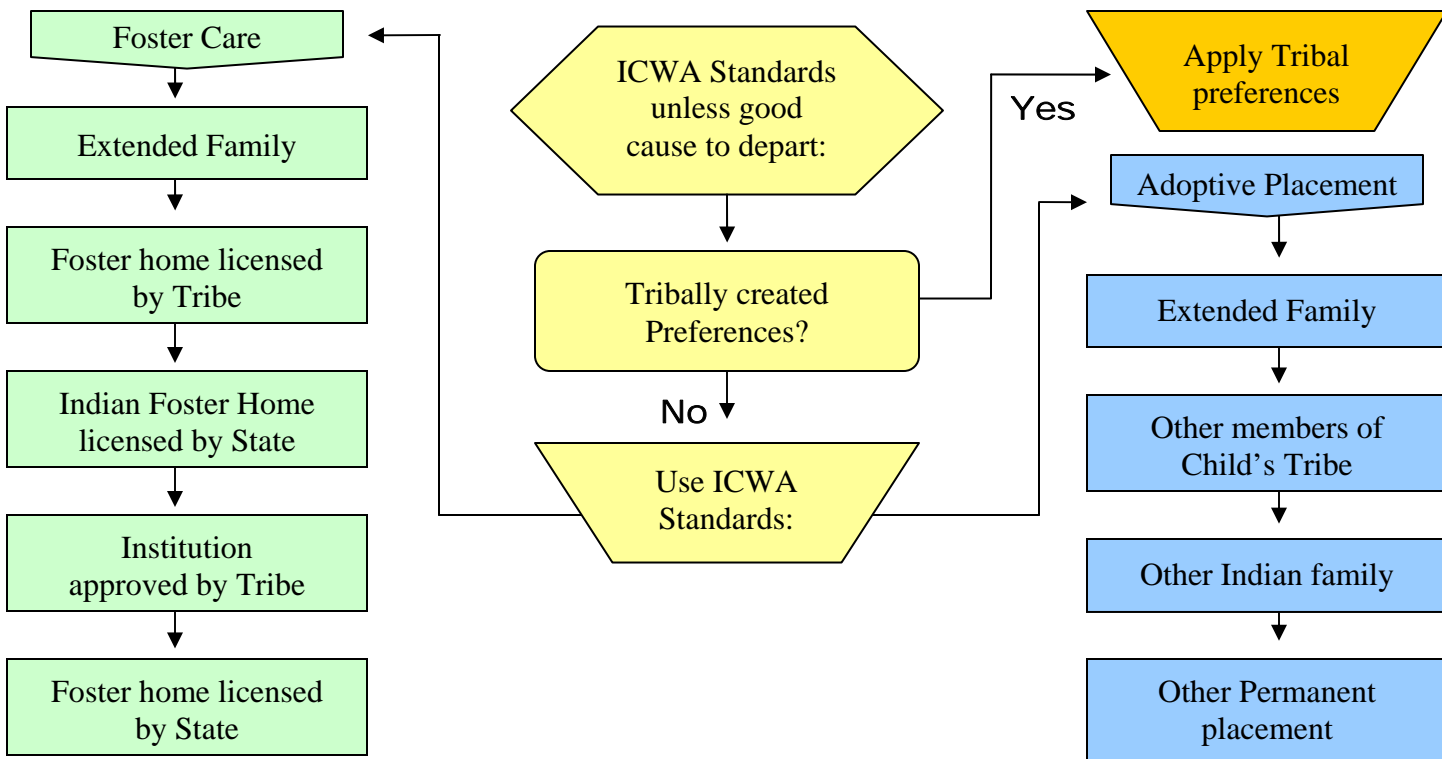 Foster Care
Extended Family
Foster home licensed
by Tribe
Indian Foster Home
licensed by State
Institution
approved by Tribe
Foster home licensed
by State
ICWA Standards
unless good
cause to depart:
Tribally created
Preferences?
Yes
No
Use ICWA
Standards:
Apply Tribal
preferences
Adoptive Placement
Extended Family
Other members of
Child’s Tribe
Other Indian family
Other Permanent
placement